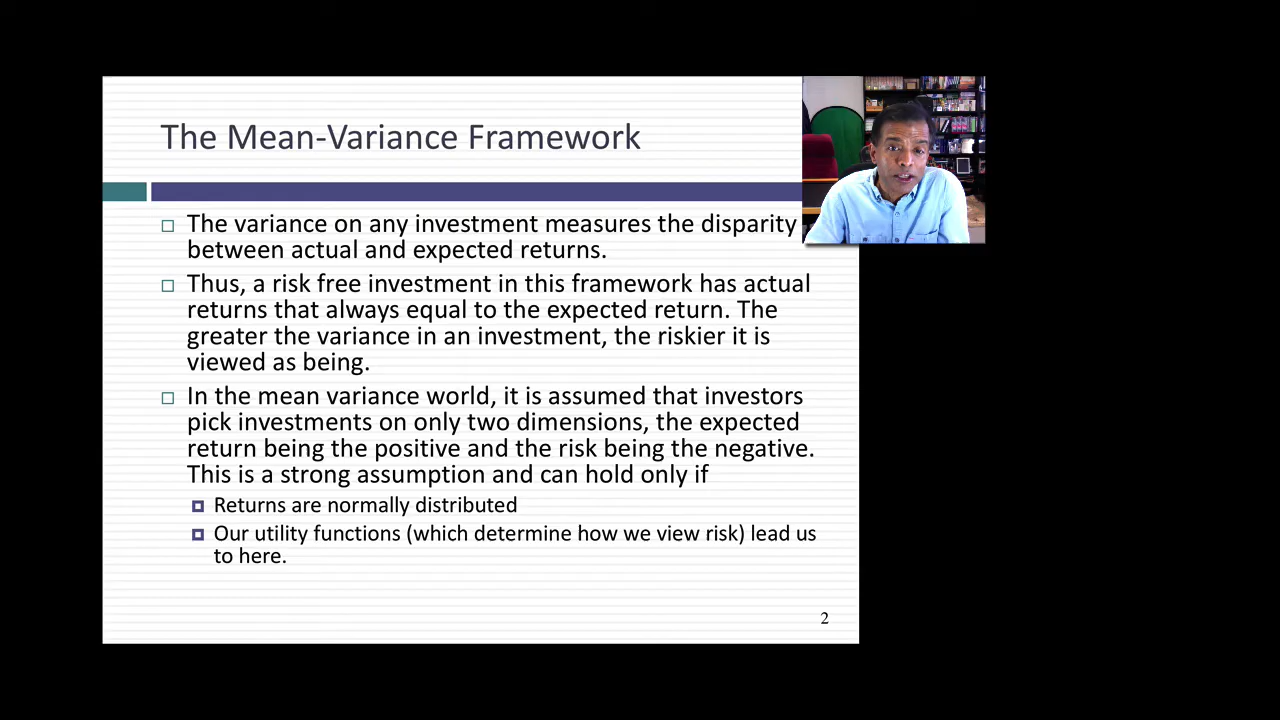 The Mean-Variance Framework
The variance on any investment measures the disparity
between actual and expected returns.
Thus, a risk free investment in this framework has actual
returns that always equal to the expected return. The
greater the variance in an investment, the riskier it is
viewed as being.
In the mean variance world, it is assumed that investors
pick investments on only two dimensions, the expected
return being the positive and the risk being the negative.
This is a strong assumption and can hold only if
Returns are normally distributed
Our utility functions (which determine how we view risk) lead us
to here.
2